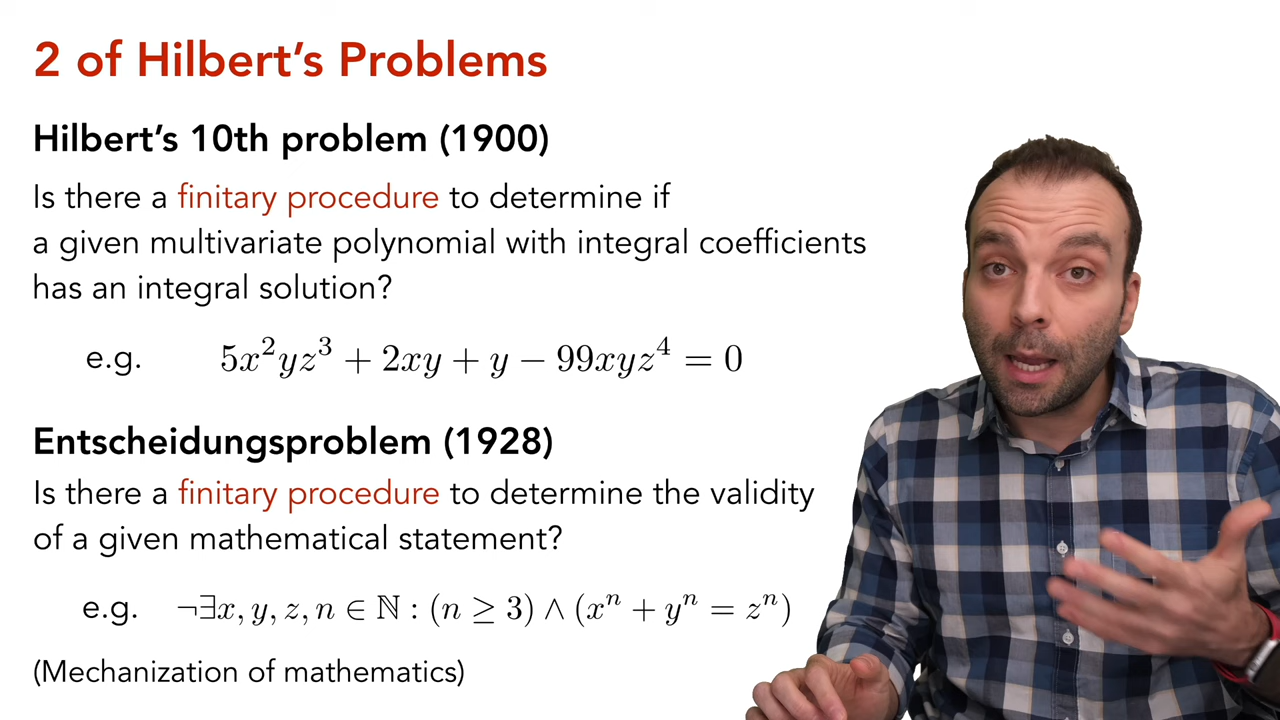 2 of Hilbert’s Problems
Hilbert’s 10th problem (1900)
Is there a finitary procedure to determine if
a given multivariate polynomial with integral coefficients
has an integral solution?
e.g. 5x²yz³ + 2xy + y − 99xyz⁴ = 0
Entscheidungsproblem (1928)
Is there a finitary procedure to determine the validity
of a given mathematical statement?
e.g. ¬∃x, y, z, n ∈ ℕ : (n ≥ 3) ∧ (xⁿ + yⁿ = zⁿ)
(Mechanization of mathematics)